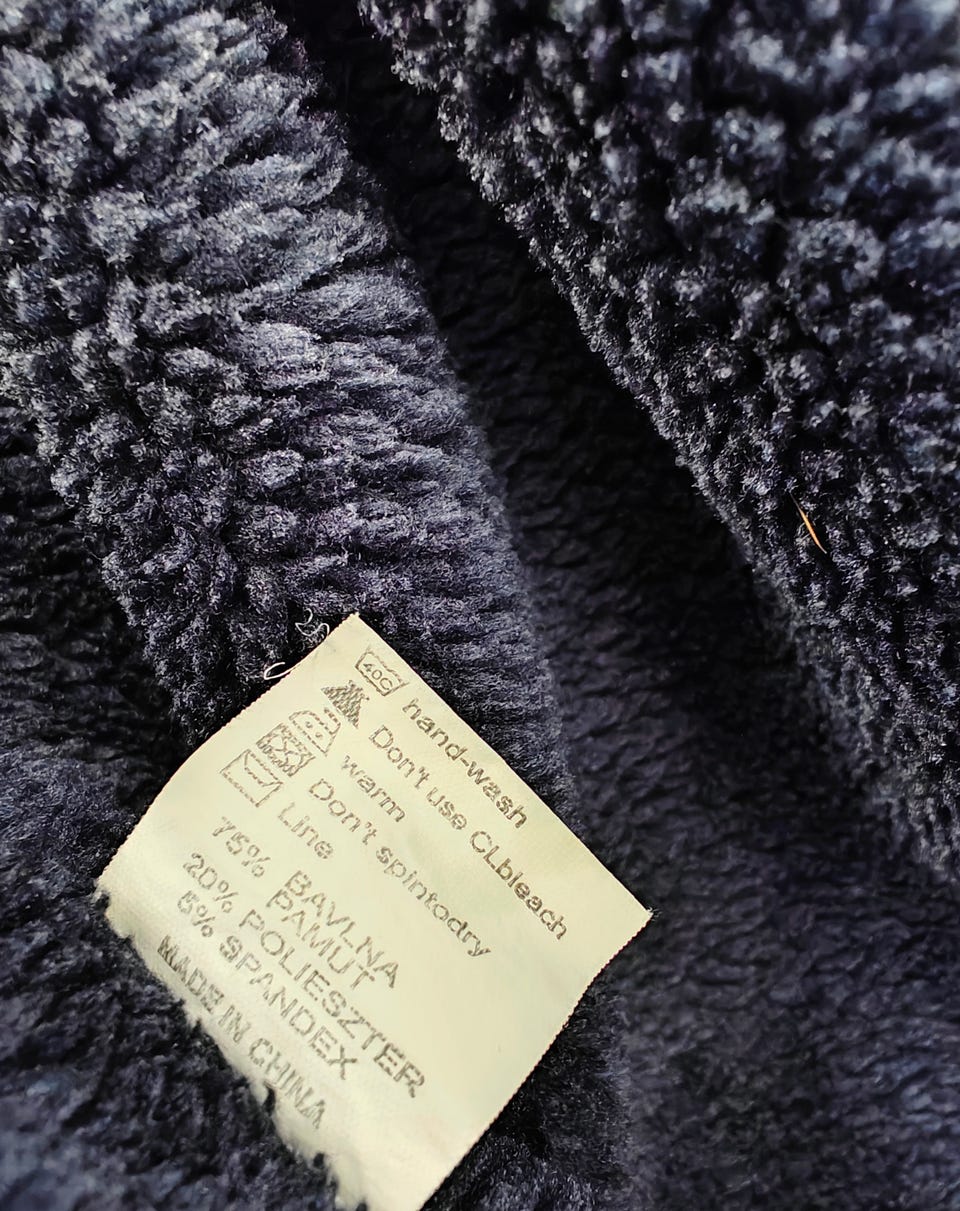 40C hand-wash
Don't use CLbleach
warm
Don't spintodry
Line
75% BAVLNA
PAMUT
20% POLIESZTER
5% SPANDEX
MADE IN CHINA